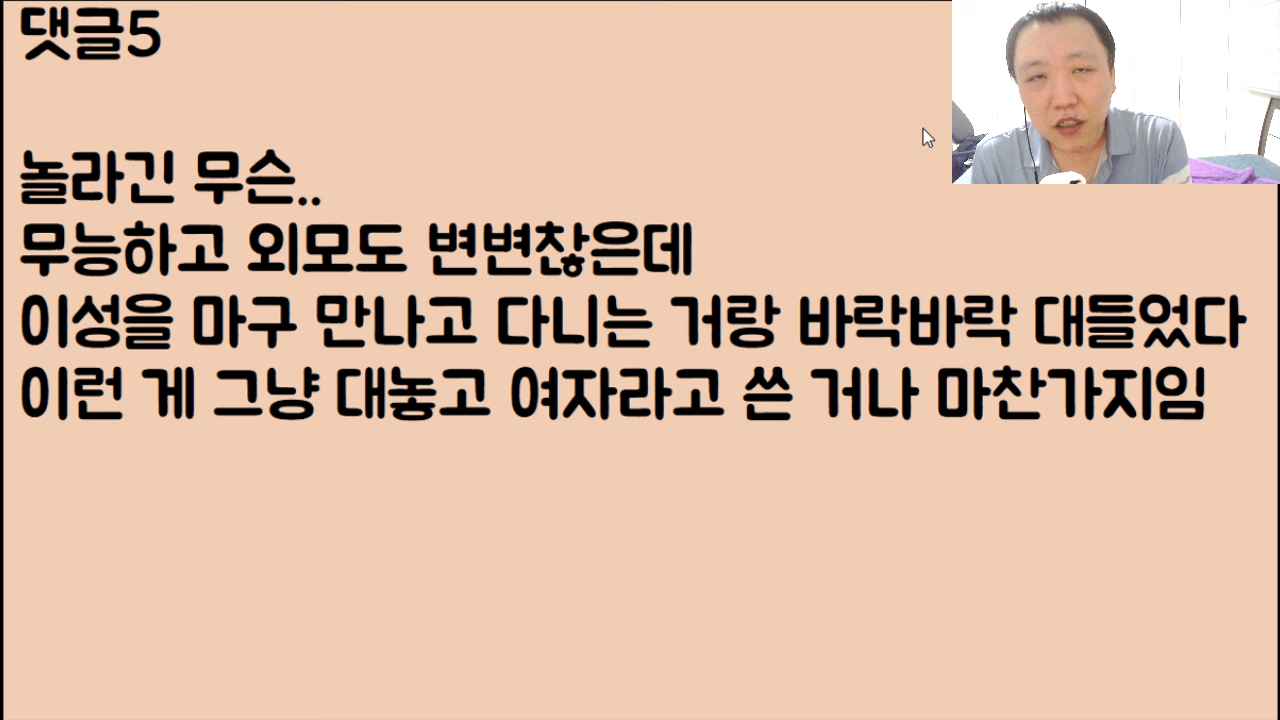 댓글5
놀라긴 무슨..
무능하고 외모도 변변찮은데
이성을 마구 만나고 다니는 거랑 바락바락 대들었다
이런 게 그냥 대놓고 여자라고 쓴 거나 마찬가지임